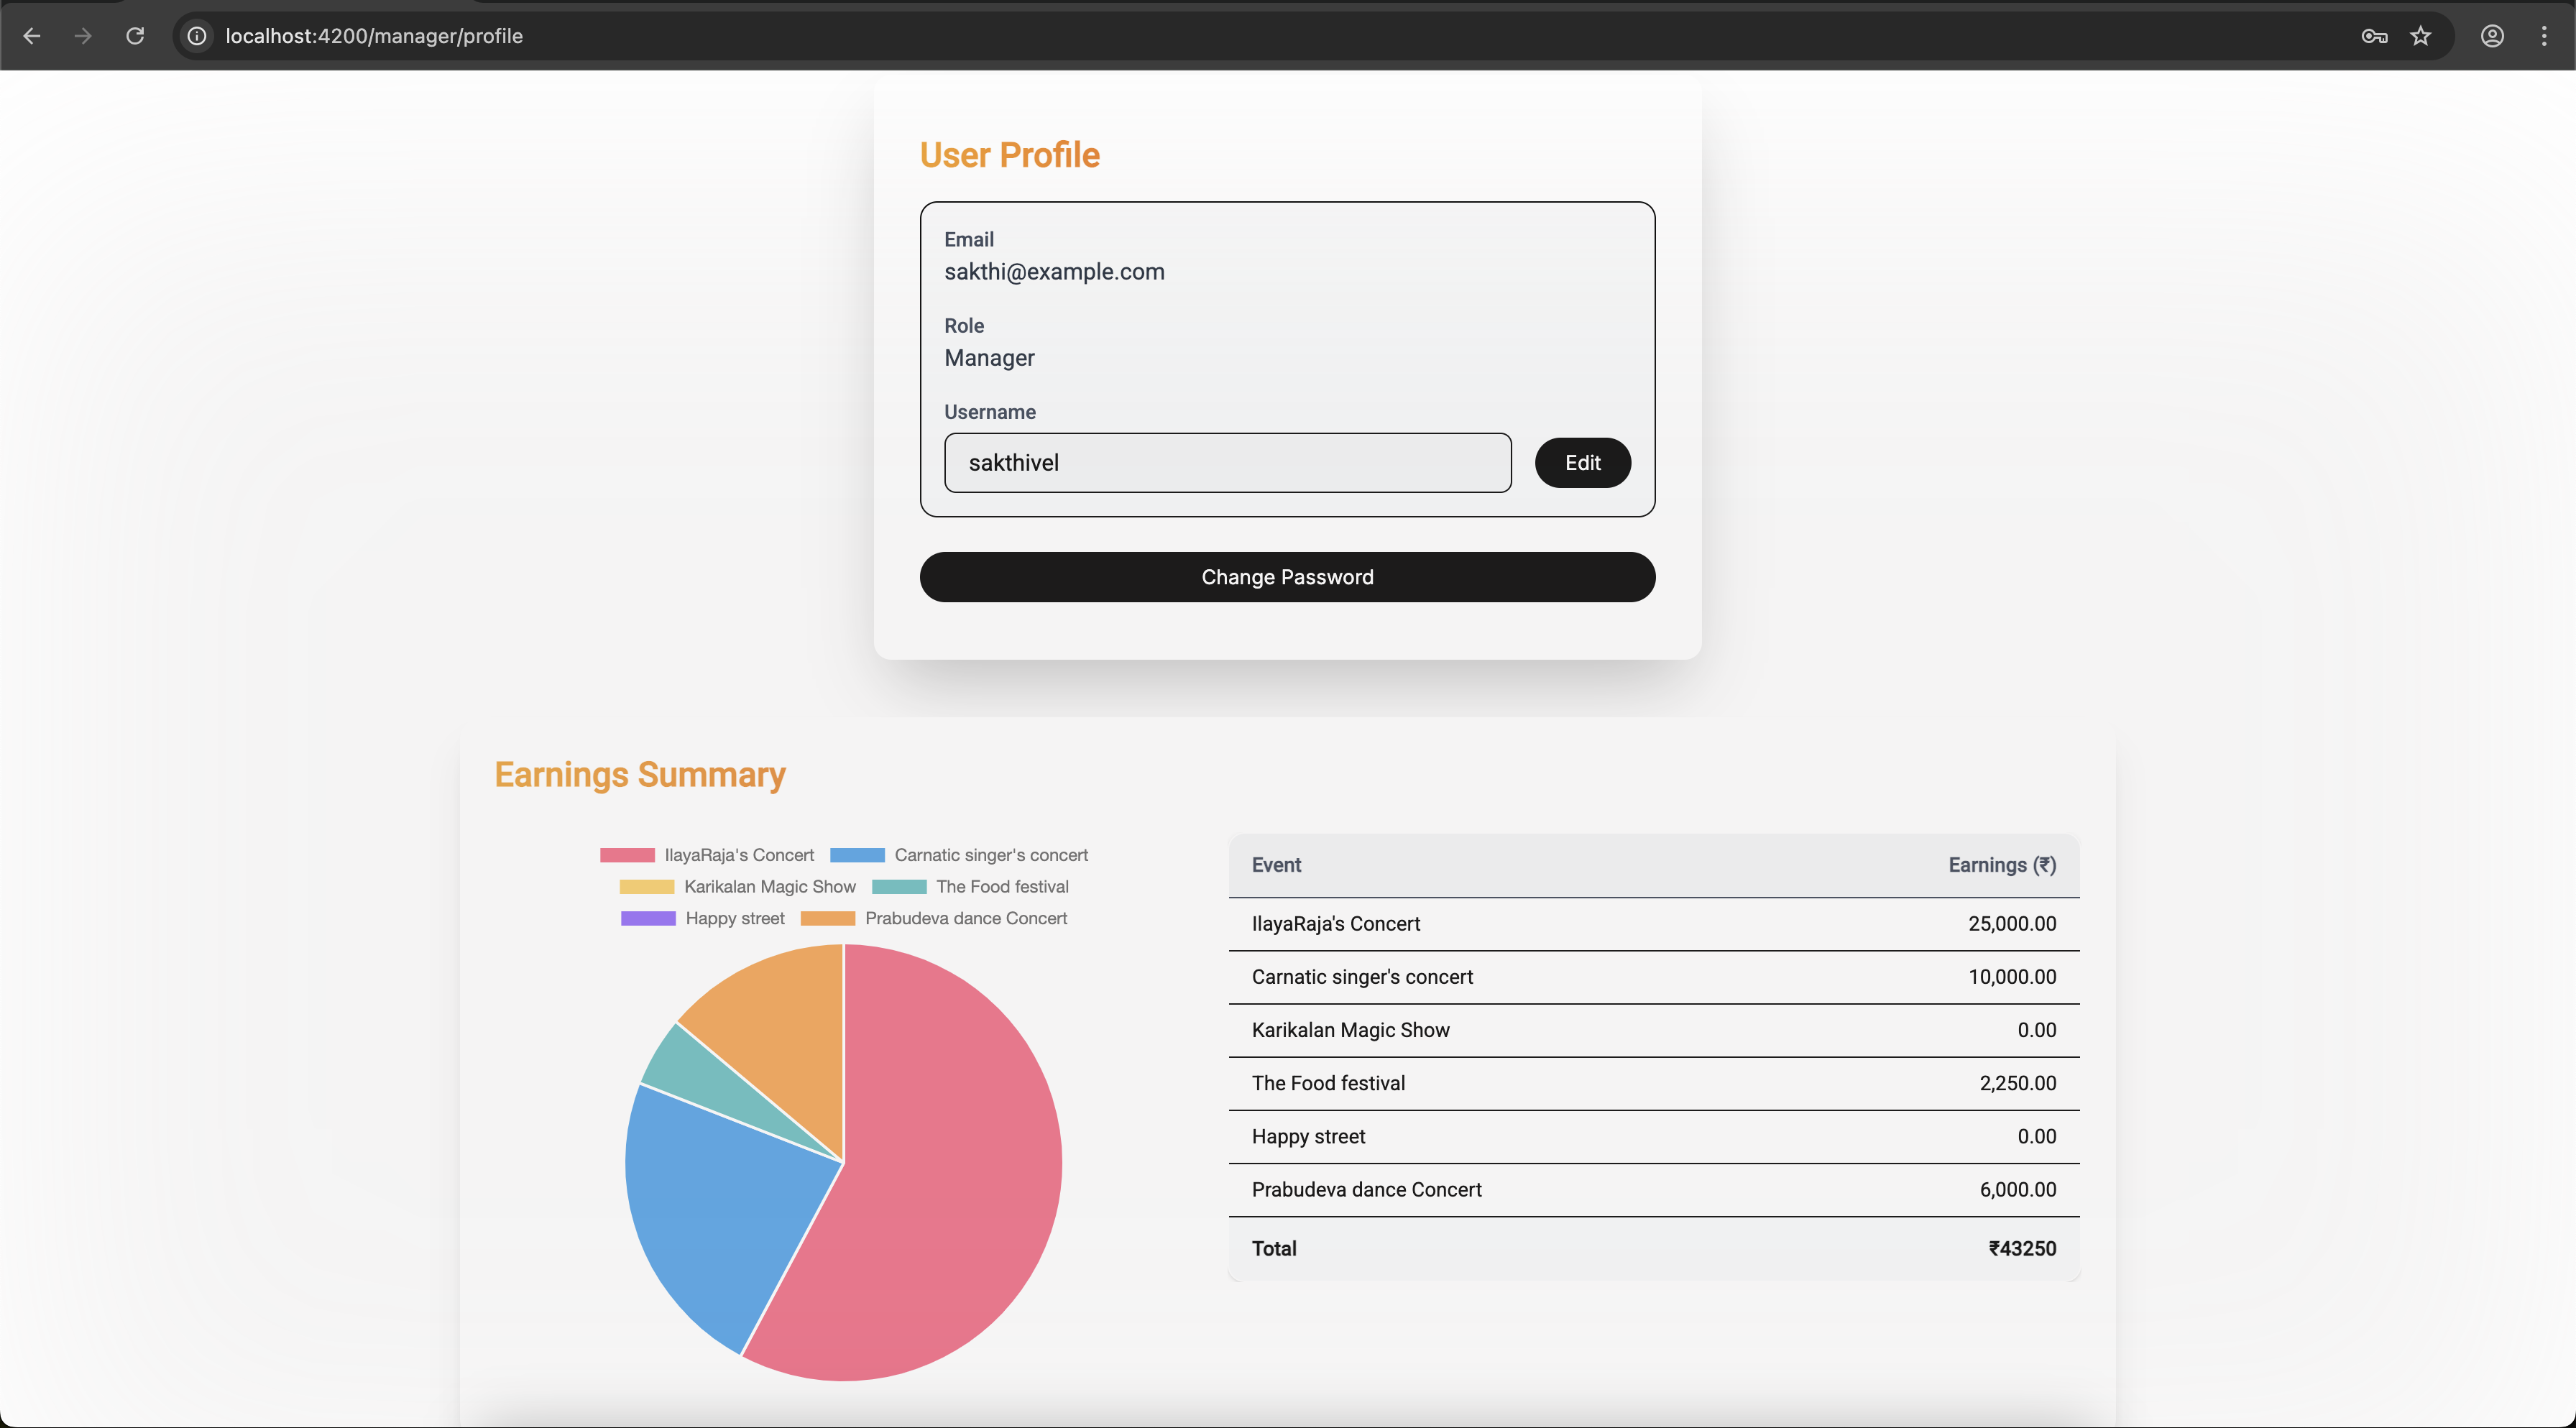 localhost:4200/manager/profile
User Profile
Email
sakthi@example.com
Role
Manager
Username
sakthivel
Edit
Change Password
Earnings Summary
IlayaRaja's Concert Carnatic singer's concert
Karikalan Magic Show The Food festival
Happy street Prabudeva dance Concert
Event Earnings (₹)
IlayaRaja's Concert 25,000.00
Carnatic singer's concert 10,000.00
Karikalan Magic Show 0.00
The Food festival 2,250.00
Happy street 0.00
Prabudeva dance Concert 6,000.00
Total ₹43250